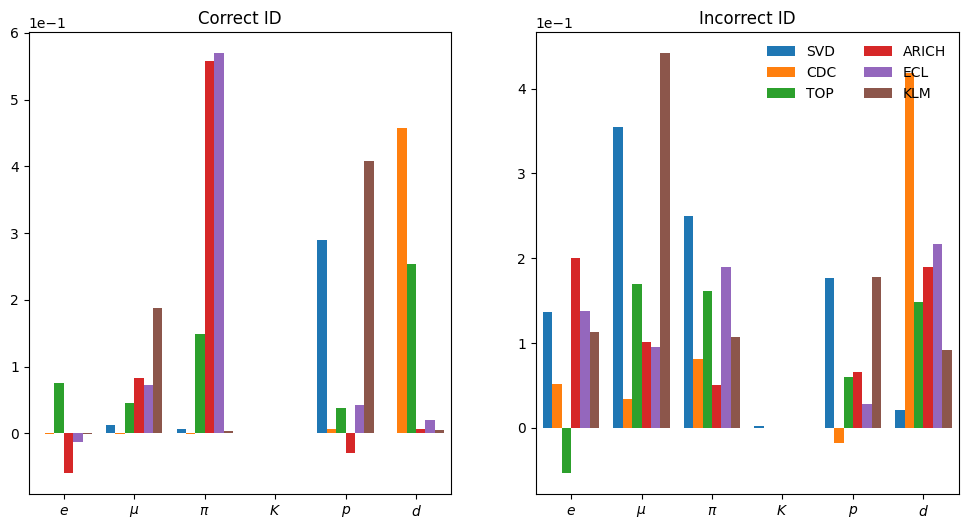 Correct ID
1e−1
6
5
4
3
2
1
0
e μ π K p d
Incorrect ID
1e−1
4
3
2
1
0
SVD ARICH
CDC ECL
TOP KLM
e μ π K p d